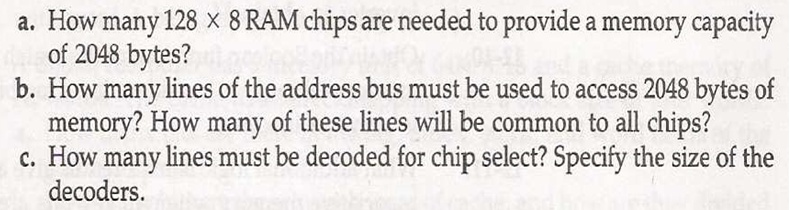 a. How many 128 × 8 RAM chips are needed to provide a memory capacity
of 2048 bytes?
b. How many lines of the address bus must be used to access 2048 bytes of
memory? How many of these lines will be common to all chips?
c. How many lines must be decoded for chip select? Specify the size of the
decoders.